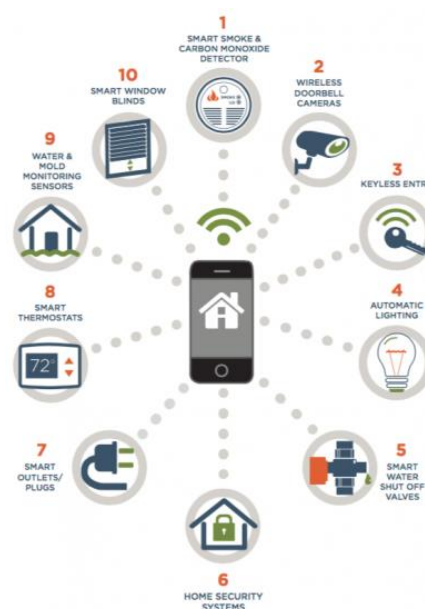 1
SMART SMOKE &
CARBON MONOXIDE
DETECTOR
2
WIRELESS
DOORBELL
CAMERAS
3
KEYLESS ENTR
4
AUTOMATIC
LIGHTING
5
SMART
WATER
SHUT OFF
VALVES
6
HOME SECURITY
SYSTEMS
7
SMART
OUTLETS/
PLUGS
8
SMART
THERMOSTATS
72°
9
WATER &
MOLD
MONITORING
SENSORS
10
SMART WINDOW
BLINDS
SMOKE